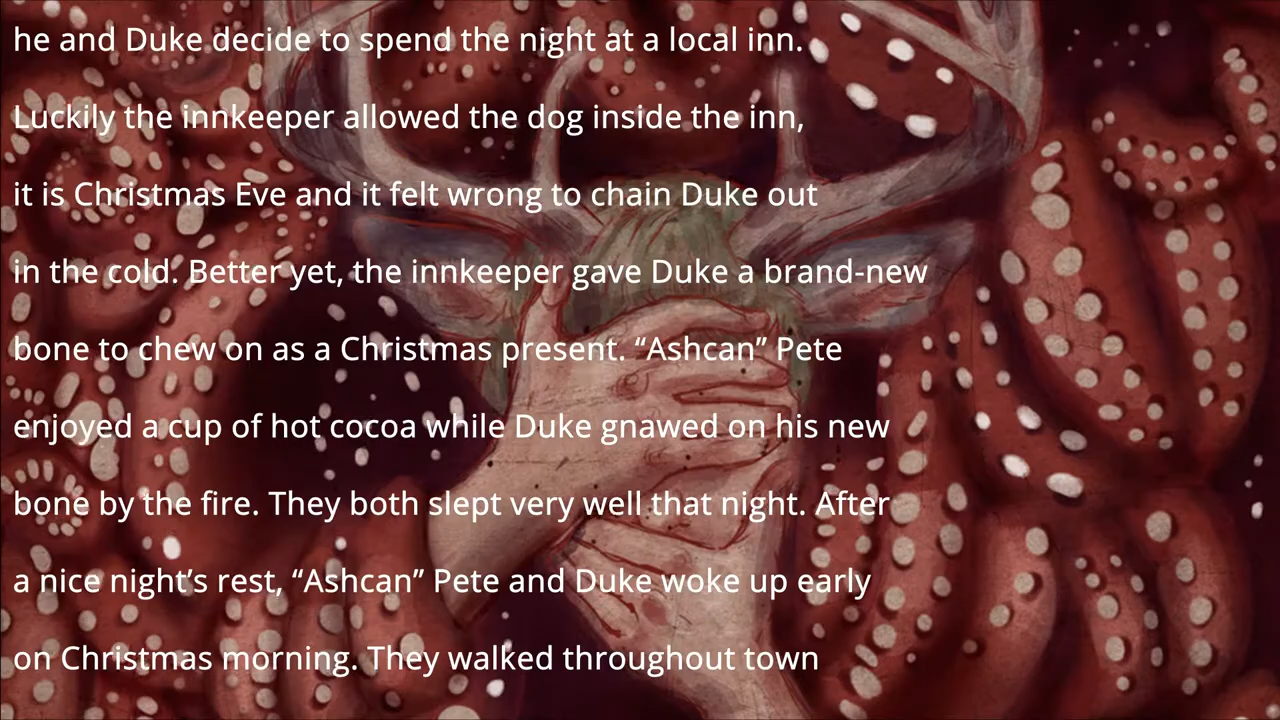 he and Duke decide to spend the night at a local inn.
Luckily the innkeeper allowed the dog inside the inn,
it is Christmas Eve and it felt wrong to chain Duke out
in the cold. Better yet, the innkeeper gave Duke a brand-new
bone to chew on as a Christmas present. “Ashcan” Pete
enjoyed a cup of hot cocoa while Duke gnawed on his new
bone by the fire. They both slept very well that night. After
a nice night’s rest, “Ashcan” Pete and Duke woke up early
on Christmas morning. They walked throughout town